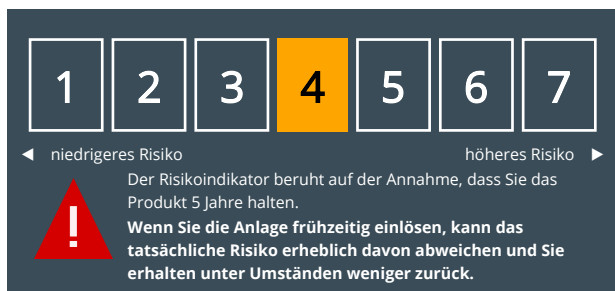 1 2 3 4 5 6 7
niedrigeres Risiko höheres Risiko
Der Risikoindikator beruht auf der Annahme, dass Sie das
Produkt 5 Jahre halten.
Wenn Sie die Anlage frühzeitig einlösen, kann das
tatsächliche Risiko erheblich davon abweichen und Sie
erhalten unter Umständen weniger zurück.